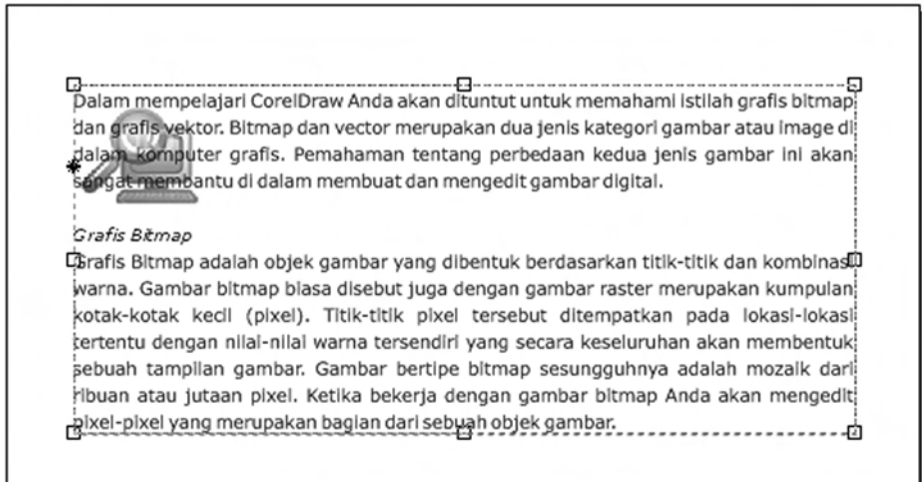 Dalam mempelajari CorelDraw Anda akan dituntut untuk memahami istilah grafis bitmap
dan grafis vektor. Bitmap dan vector merupakan dua jenis kategori gambar atau image di
dalam komputer grafis. Pemahaman tentang perbedaan kedua jenis gambar ini akan
sangat membantu di dalam membuat dan mengedit gambar digital.
Grafis Bitmap
Grafis Bitmap adalah objek gambar yang dibentuk berdasarkan titik-titik dan kombinasi
warna. Gambar bitmap biasa disebut juga dengan gambar raster merupakan kumpulan
kotak-kotak kecil (pixel). Titik-titik pixel tersebut ditempatkan pada lokasi-lokasi
tertentu dengan nilai-nilai warna tersendiri yang secara keseluruhan akan membentuk
sebuah tampilan gambar. Gambar bertipe bitmap sesungguhnya adalah mozaik dari
ribuan atau jutaan pixel. Ketika bekerja dengan gambar bitmap Anda akan mengedit
pixel-pixel yang merupakan bagian dari sebuah objek gambar.